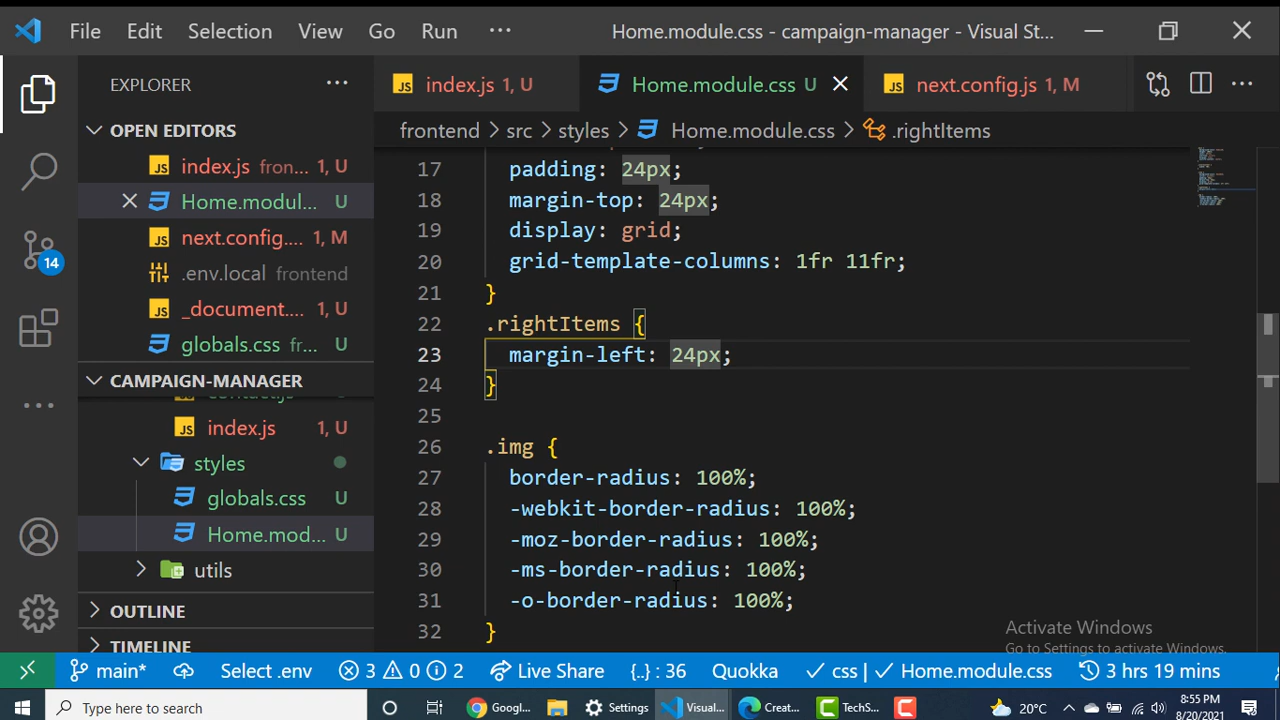 File Edit Selection View Go Run ··· Home.module.css - campaign-manager - Visual St...
EXPLORER ···
index.js 1, U
Home.module.css U
next.config.js 1, M
OPEN EDITORS
index.js fron... 1, U
Home.modul... U
next.config.... 1, M
.env.local frontend
_document.... 1, U
globals.css fr... U
CAMPAIGN-MANAGER
index.js 1, U
styles
globals.css U
Home.mod... U
utils
OUTLINE
TIMELINE
14
frontend > src > styles > Home.module.css > .rightItems
17 padding: 24px;
18 margin-top: 24px;
19 display: grid;
20 grid-template-columns: 1fr 11fr;
21 }
22 .rightItems {
23 margin-left: 24px;
24 }
25
26 .img {
27 border-radius: 100%;
28 -webkit-border-radius: 100%;
29 -moz-border-radius: 100%;
30 -ms-border-radius: 100%;
31 -o-border-radius: 100%;
32 }
Activate Windows
Go to Settings to activate Windows.
main* Select .env 3 0 2 Live Share {..} : 36 Quokka css | Home.module.css 3 hrs 19 mins
Type here to search Googl... Settings Visual... Creat... TechS... 20°C 8:55 PM
8/20/2021